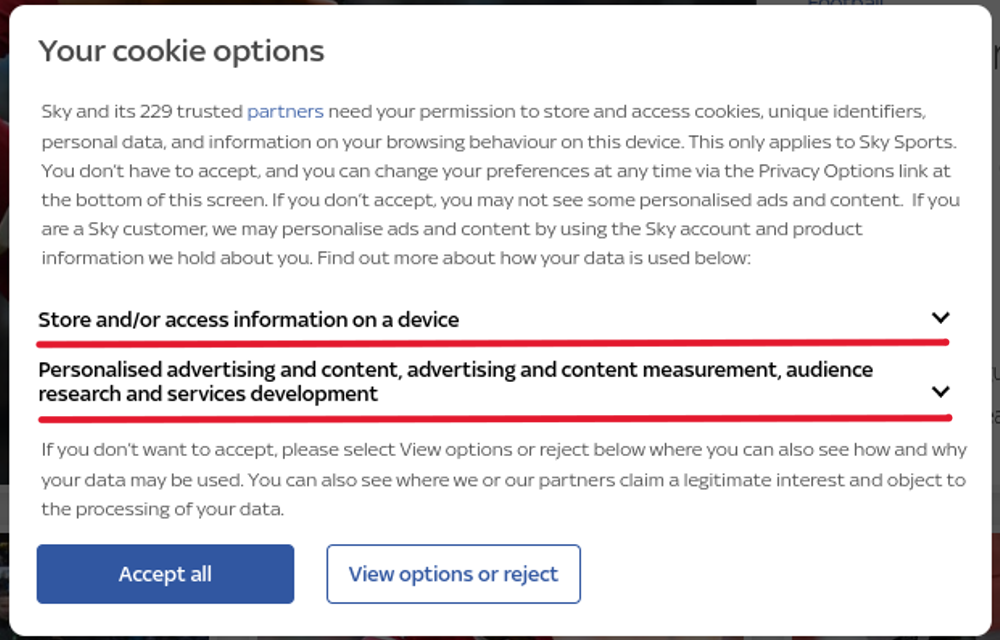 Football
Your cookie options
Sky and its 229 trusted partners need your permission to store and access cookies, unique identifiers,
personal data, and information on your browsing behaviour on this device. This only applies to Sky Sports.
You don't have to accept, and you can change your preferences at any time via the Privacy Options link at
the bottom of this screen. If you don't accept, you may not see some personalised ads and content. If you
are a Sky customer, we may personalise ads and content by using the Sky account and product
information we hold about you. Find out more about how your data is used below:
Store and/or access information on a device
Personalised advertising and content, advertising and content measurement, audience
research and services development
If you don't want to accept, please select View options or reject below where you can also see how and why
your data may be used. You can also see where we or our partners claim a legitimate interest and object to
the processing of your data.
Accept all
View options or reject